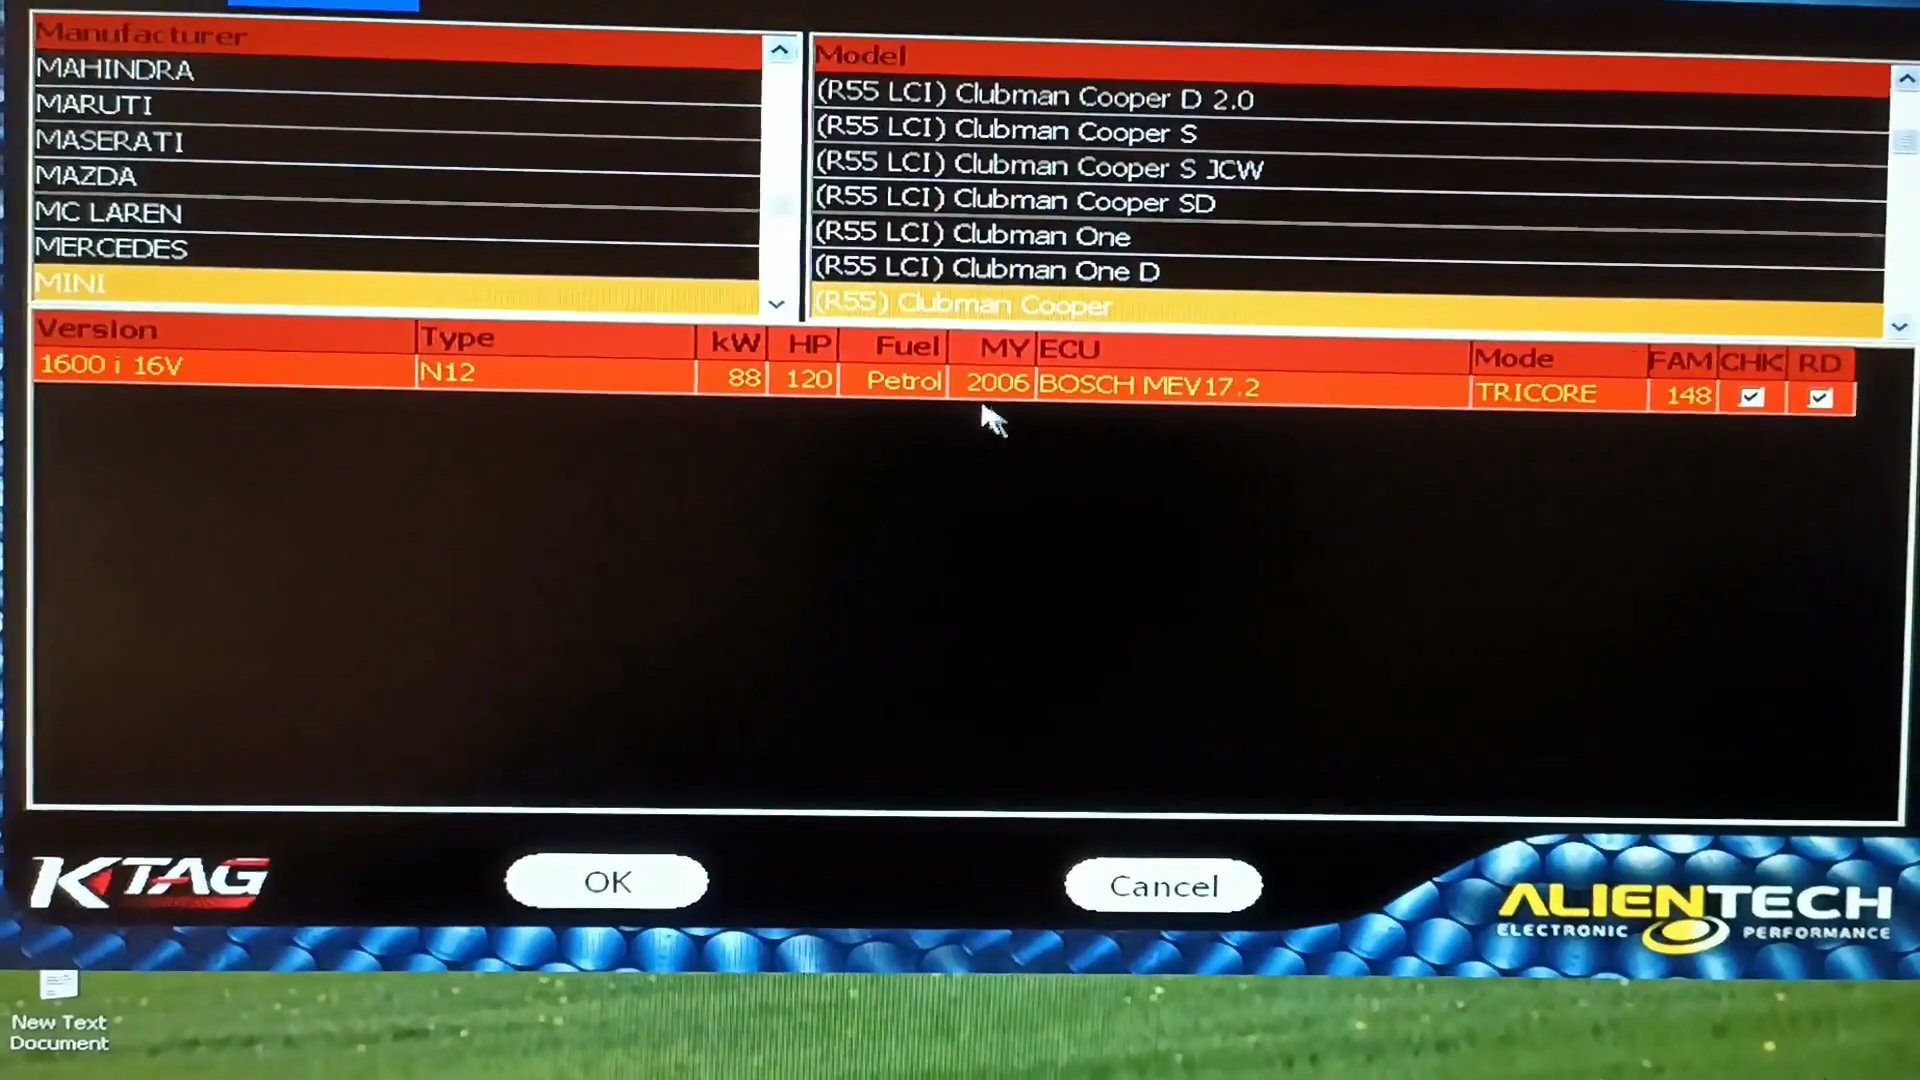 Manufacturer
MAHINDRA
MARUTI
MASERATI
MAZDA
MC LAREN
MERCEDES
MINI
Model
(R55 LCI) Clubman Cooper D 2.0
(R55 LCI) Clubman Cooper S
(R55 LCI) Clubman Cooper S JCW
(R55 LCI) Clubman Cooper SD
(R55 LCI) Clubman One
(R55 LCI) Clubman One D
(R55) Clubman Cooper
Version Type kW HP Fuel MY ECU Mode FAM CHK RD
1600 i 16V N12 88 120 Petrol 2006 BOSCH MEV17.2 TRICORE 148
KTAG
OK
Cancel
ALIENTECH
ELECTRONIC PERFORMANCE
New Text
Document